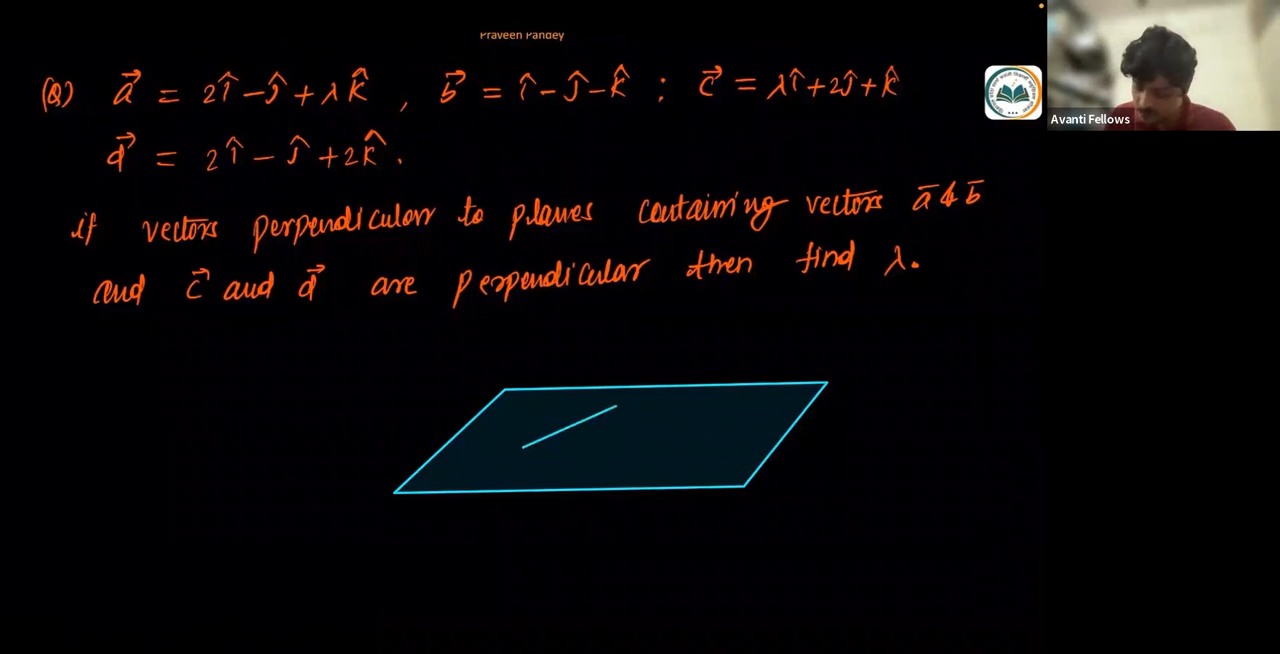 Praveen Pandey
(Q) a⃗ = 2î - ĵ + λk̂ , b⃗ = î - ĵ - k̂ ; c⃗ = λî + 2ĵ + k̂
d⃗ = 2î - ĵ + 2k̂ .
if vectors perpendicular to planes containing vectors a̅ & b̅
and c⃗ and d⃗ are perpendicular then find λ.
Avanti Fellows